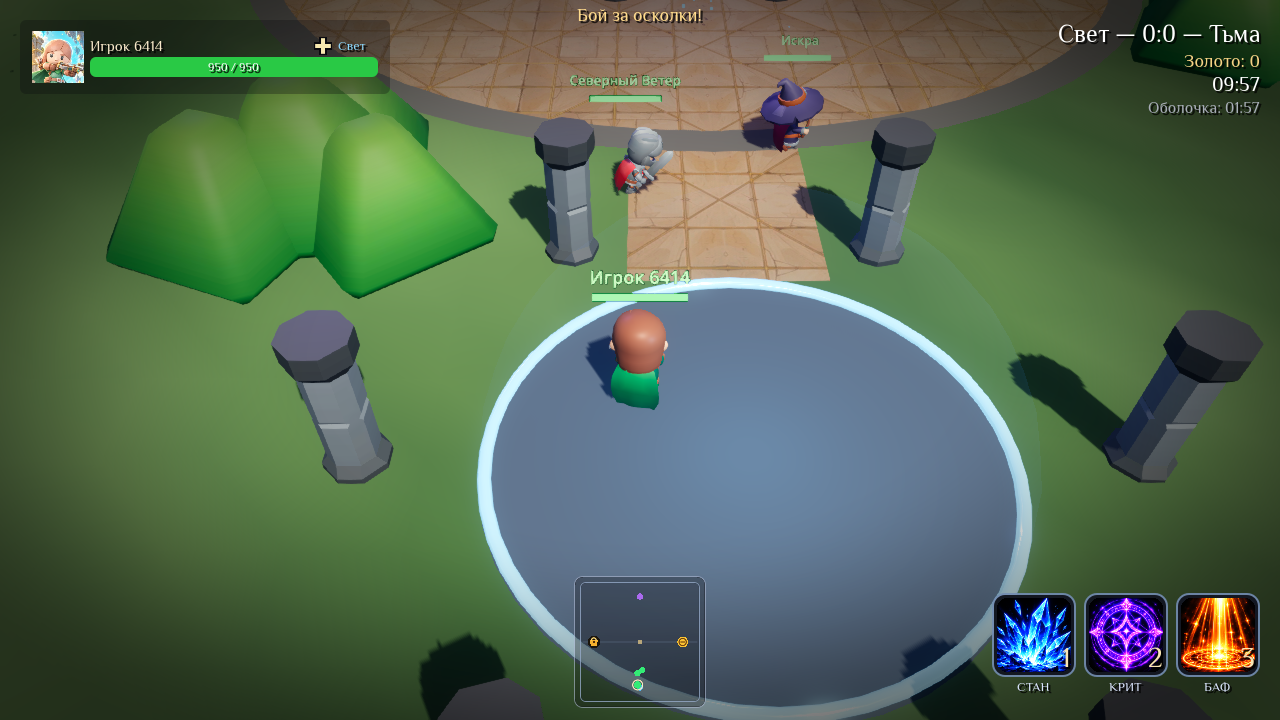 Бой за осколки!
Игрок 6414
Свет
950 / 950
Свет — 0:0 — Тьма
Золото: 0
09:57
Оболочка: 01:57
Искра
Северный Ветер
Игрок 6414
1
2
3
СТАН
КРИТ
БАФ